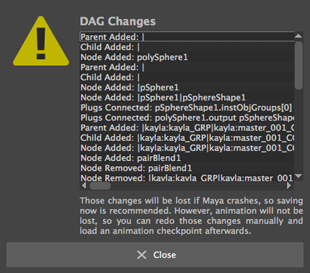 DAG Changes
Parent Added: |
Child Added: |
Node Added: polySphere1
Parent Added: |
Child Added: |
Node Added: |pSphere1
Node Added: |pSphere1|pSphereShape1
Plugs Connected: pSphereShape1.instObjGroups[0]
Plugs Connected: polySphere1.output pSphereShape
Parent Added: |kayla:kayla_GRP|kayla:master_001_C
Child Added: |kayla:kayla_GRP|kayla:master_001_CO
Node Added: |kayla:kayla_GRP|kayla:master_001_CO
Node Added: pairBlend1
Node Removed: pairBlend1
Node Removed: |kayla:kayla_GRP|kayla:master_001
Those changes will be lost if Maya crashes, so saving
now is recommended. However, animation will not be
lost, so you can redo those changes manually and
load an animation checkpoint afterwards.
Close